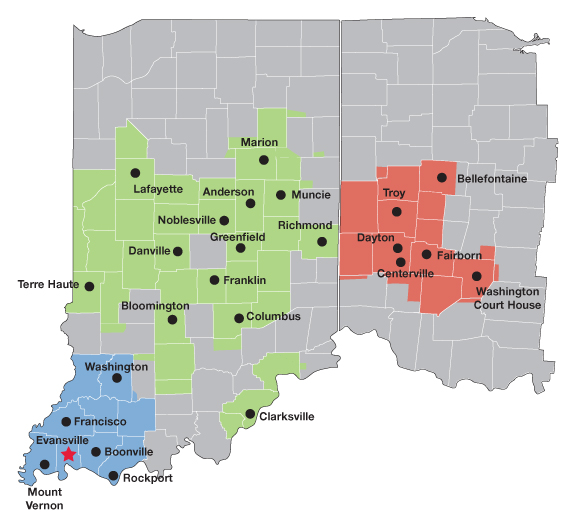 Marion
Bellefontaine
Lafayette
Anderson
Muncie
Troy
Noblesville
Richmond
Greenfield
Dayton
Danville
Fairborn
Centerville
Terre Haute
Franklin
Washington
Court House
Bloomington
Columbus
Washington
Clarksville
Francisco
Evansville
Boonville
Rockport
Mount
Vernon